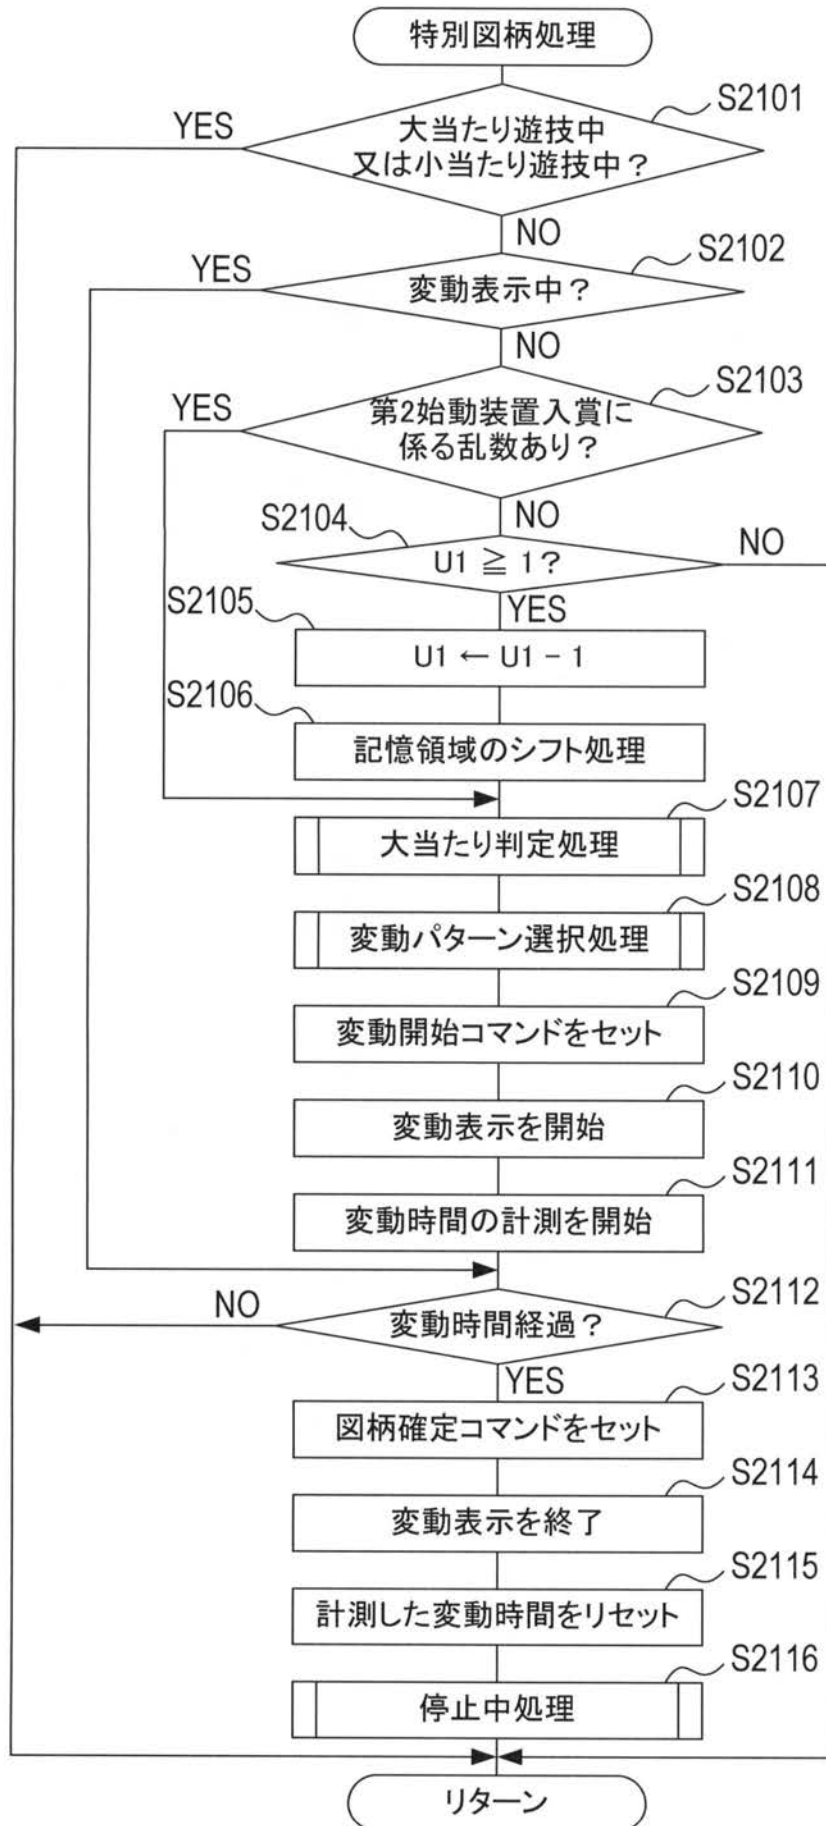 特別図柄処理
S2101
YES
大当たり遊技中
又は小当たり遊技中？
NO
S2102
YES
変動表示中？
NO
S2103
YES
第2始動装置入賞に
係る乱数あり？
NO
S2104
U1 ≧ 1？
NO
YES
S2105
U1 ← U1 − 1
S2106
記憶領域のシフト処理
S2107
大当たり判定処理
S2108
変動パターン選択処理
S2109
変動開始コマンドをセット
S2110
変動表示を開始
S2111
変動時間の計測を開始
S2112
NO
変動時間経過？
YES
S2113
図柄確定コマンドをセット
S2114
変動表示を終了
S2115
計測した変動時間をリセット
S2116
停止中処理
リターン